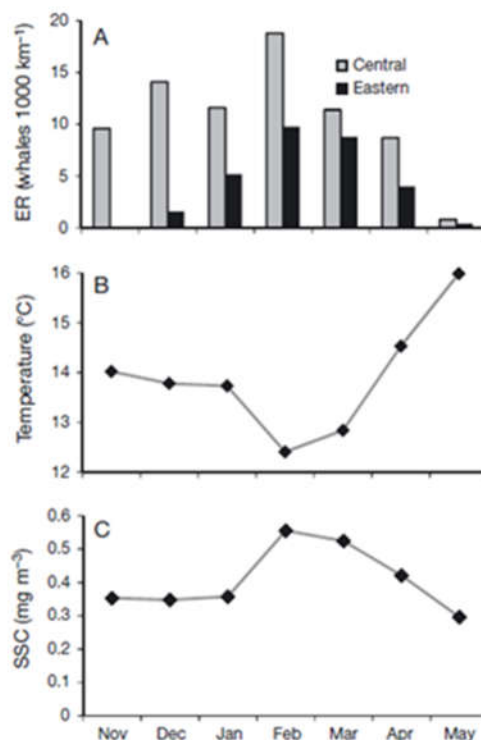 A
ER (whales 1000 km⁻¹)
20
15
10
5
0
Central
Eastern
B
Temperature (°C)
16
15
14
13
12
C
SSC (mg m⁻³)
0.6
0.5
0.4
0.3
0.2
0.1
0
Nov Dec Jan Feb Mar Apr May